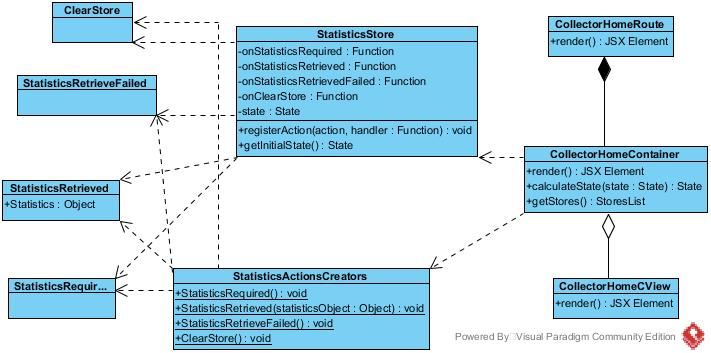 ClearStore
StatisticsStore
-onStatisticsRequired : Function
-onStatisticsRetrieved : Function
-onStatisticsRetrievedFailed : Function
-onClearStore : Function
-state : State
+registerAction(action, handler : Function) : void
+getInitialState() : State
CollectorHomeRoute
+render() : JSX Element
StatisticsRetrieveFailed
CollectorHomeContainer
+render() : JSX Element
+calculateState(state : State) : State
+getStores() : StoresList
StatisticsRetrieved
+Statistics : Object
StatisticsRequir...
StatisticsActionsCreators
+StatisticsRequired() : void
+StatisticsRetrieved(statisticsObject : Object) : void
+StatisticsRetrieveFailed() : void
+ClearStore() : void
CollectorHomeCView
+render() : JSX Element
Powered By Visual Paradigm Community Edition